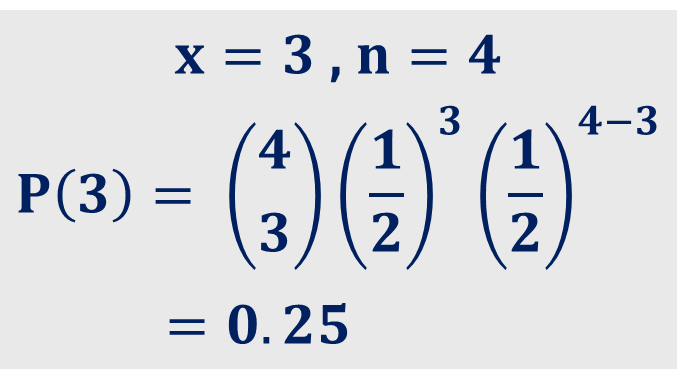 x = 3 , n = 4
P(3) = (4 3) (1/2)^3 (1/2)^4−3
= 0.25